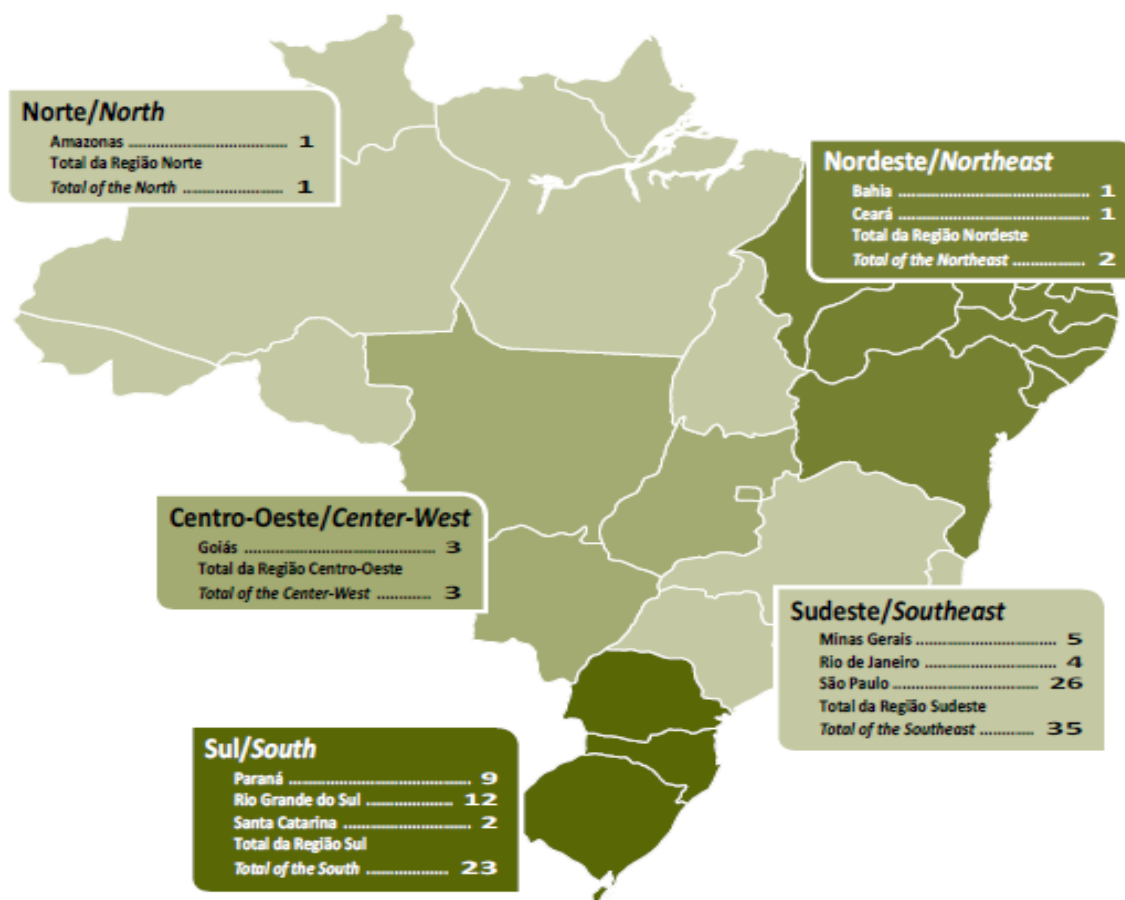 Norte/North
Amazonas ..................................... 1
Total da Região Norte
Total of the North ........................ 1
Nordeste/Northeast
Bahia .............................................. 1
Ceará .............................................. 1
Total da Região Nordeste
Total of the Northeast ................. 2
Centro-Oeste/Center-West
Goiás ............................................. 3
Total da Região Centro-Oeste
Total of the Center-West ............. 3
Sudeste/Southeast
Minas Gerais ................................. 5
Rio de Janeiro ............................... 4
São Paulo ................................... 26
Total da Região Sudeste
Total of the Southeast ............. 35
Sul/South
Paraná ........................................... 9
Rio Grande do Sul ..................... 12
Santa Catarina ............................. 2
Total da Região Sul
Total of the South .................... 23